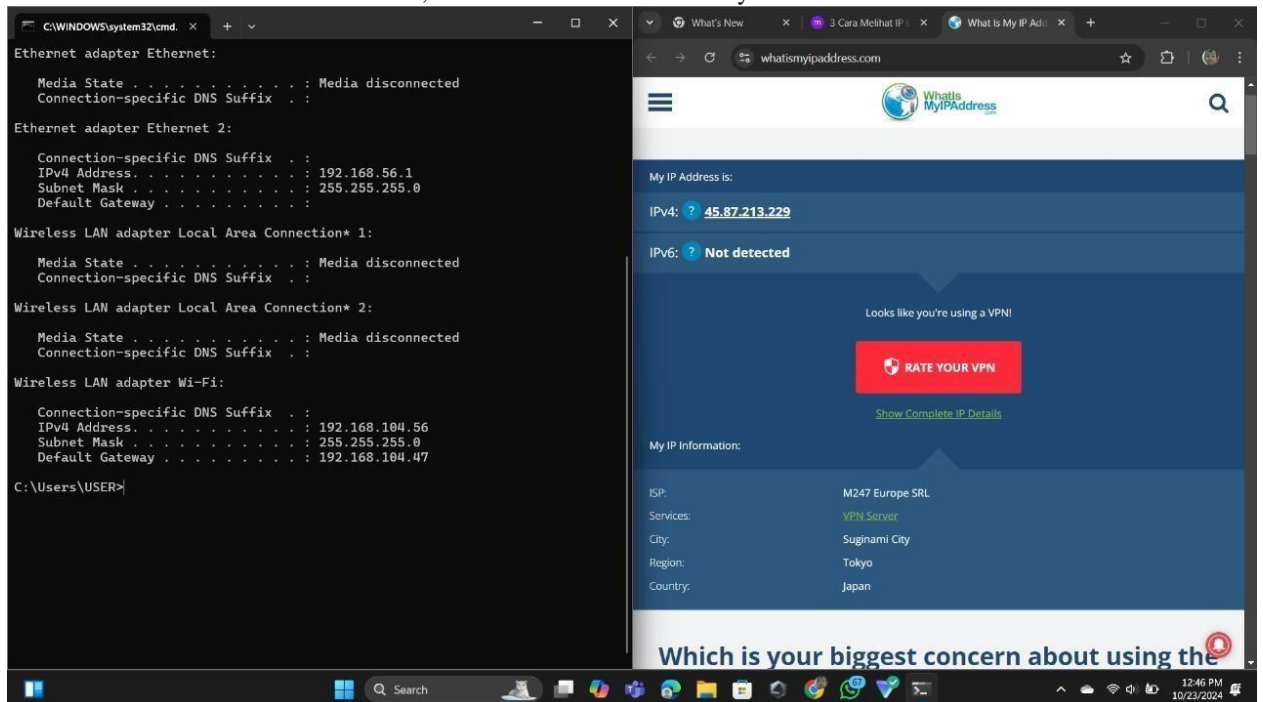 C:\WINDOWS\system32\cmd.
Ethernet adapter Ethernet:
Media State . . . . . . . . . . . : Media disconnected
Connection-specific DNS Suffix . :
Ethernet adapter Ethernet 2:
Connection-specific DNS Suffix . :
IPv4 Address. . . . . . . . . . . : 192.168.56.1
Subnet Mask . . . . . . . . . . . : 255.255.255.0
Default Gateway . . . . . . . . . :
Wireless LAN adapter Local Area Connection* 1:
Media State . . . . . . . . . . . : Media disconnected
Connection-specific DNS Suffix . :
Wireless LAN adapter Local Area Connection* 2:
Media State . . . . . . . . . . . : Media disconnected
Connection-specific DNS Suffix . :
Wireless LAN adapter Wi-Fi:
Connection-specific DNS Suffix . :
IPv4 Address. . . . . . . . . . . : 192.168.104.56
Subnet Mask . . . . . . . . . . . : 255.255.255.0
Default Gateway . . . . . . . . . : 192.168.104.47
C:\Users\USER>
What's New
3 Cara Melihat IP
What Is My IP Add
whatismyipaddress.com
WhatIs
MyIPAddress
.com
My IP Address is:
IPv4: ? 45.87.213.229
IPv6: ? Not detected
Looks like you're using a VPN!
RATE YOUR VPN
Show Complete IP Details
My IP Information:
ISP: M247 Europe SRL
Services: VPN Server
City: Suginami City
Region: Tokyo
Country: Japan
Which is your biggest concern about using the
Search
12:46 PM
10/23/2024